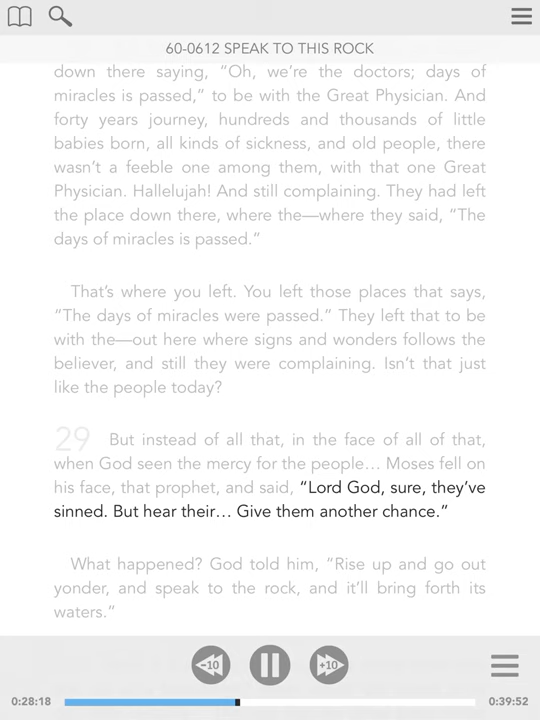 60-0612 SPEAK TO THIS ROCK
down there saying, “Oh, we’re the doctors; days of
miracles is passed,” to be with the Great Physician. And
forty years journey, hundreds and thousands of little
babies born, all kinds of sickness, and old people, there
wasn’t a feeble one among them, with that one Great
Physician. Hallelujah! And still complaining. They had left
the place down there, where the—where they said, “The
days of miracles is passed.”
That’s where you left. You left those places that says,
“The days of miracles were passed.” They left that to be
with the—out here where signs and wonders follows the
believer, and still they were complaining. Isn’t that just
like the people today?
29 But instead of all that, in the face of all of that,
when God seen the mercy for the people… Moses fell on
his face, that prophet, and said, “Lord God, sure, they’ve
sinned. But hear their… Give them another chance.”
What happened? God told him, “Rise up and go out
yonder, and speak to the rock, and it’ll bring forth its
waters.”
-10 +10
0:28:18 0:39:52